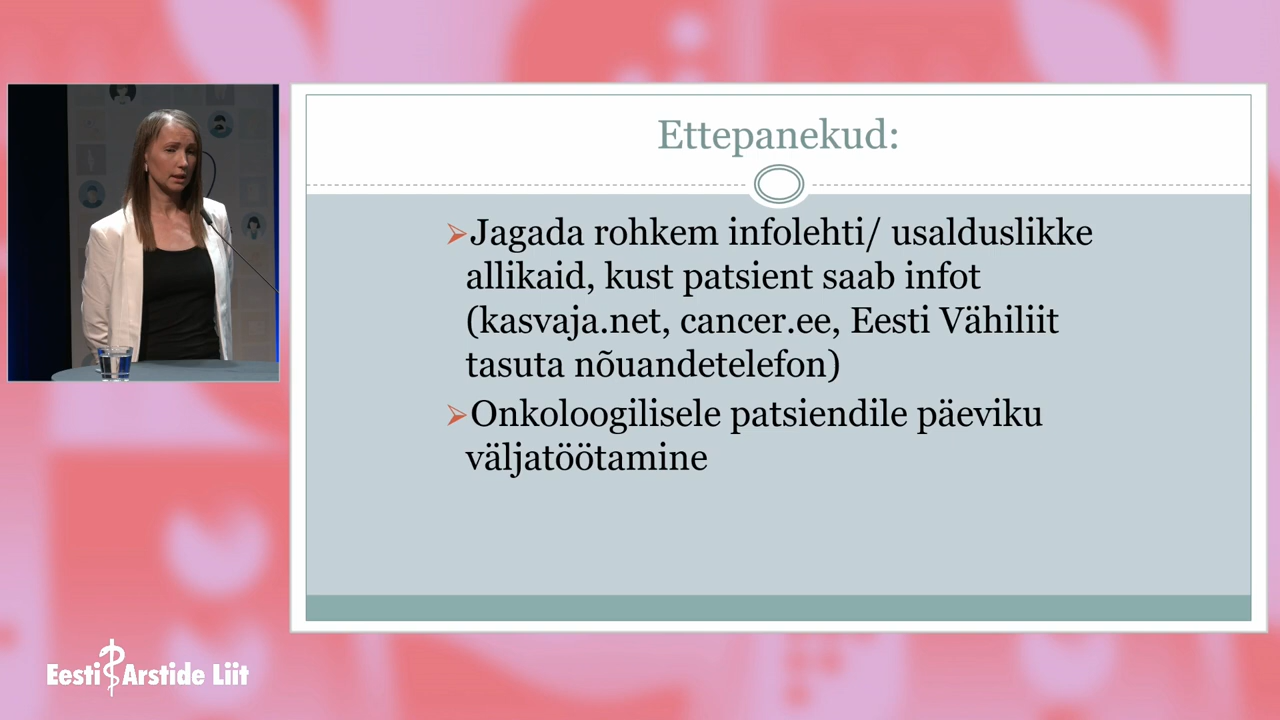 Ettepanekud:
➢Jagada rohkem infolehti/ usalduslikke
allikaid, kust patsient saab infot
(kasvaja.net, cancer.ee, Eesti Vähiliit
tasuta nõuandetelefon)
➢Onkoloogilisele patsiendile päeviku
väljatöötamine
Eesti Arstide Liit